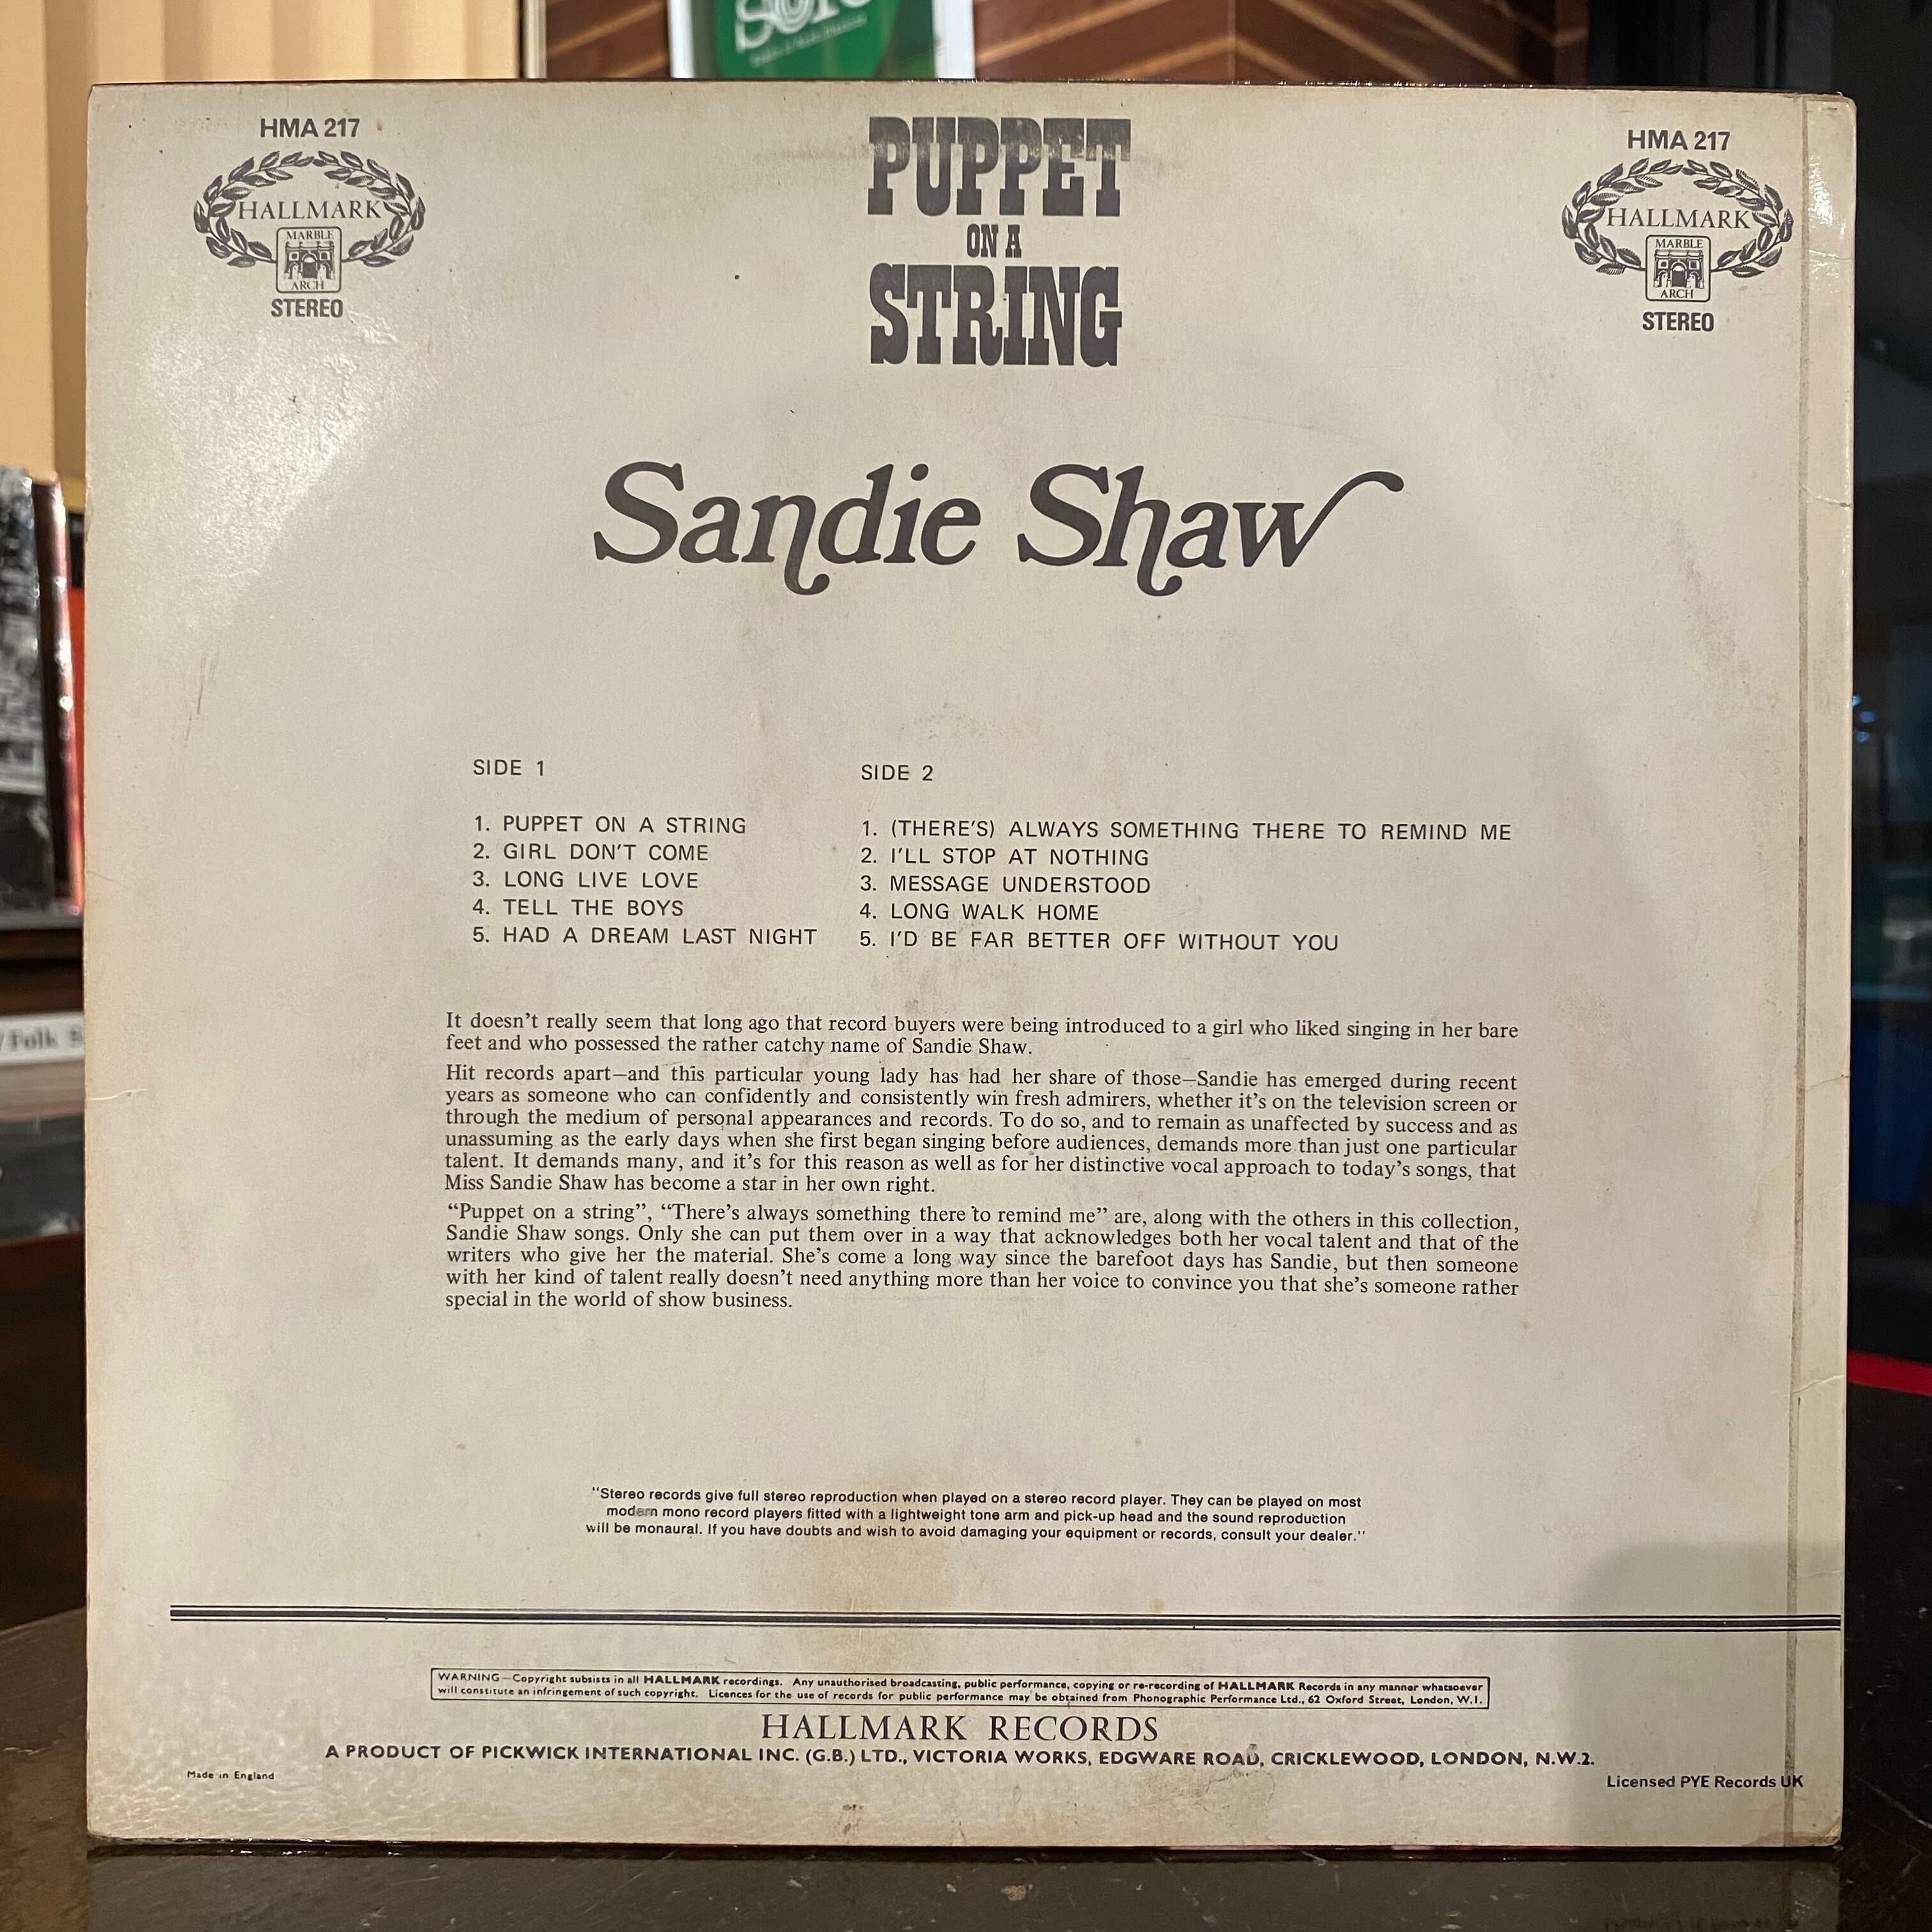 HMA 217
HALLMARK
MARBLE
ARCH
STEREO
PUPPET
ON A
STRING
HMA 217
HALLMARK
MARBLE
ARCH
STEREO
Sandie Shaw
SIDE 1
1. PUPPET ON A STRING
2. GIRL DON'T COME
3. LONG LIVE LOVE
4. TELL THE BOYS
5. HAD A DREAM LAST NIGHT
SIDE 2
1. (THERE'S) ALWAYS SOMETHING THERE TO REMIND ME
2. I'LL STOP AT NOTHING
3. MESSAGE UNDERSTOOD
4. LONG WALK HOME
5. I'D BE FAR BETTER OFF WITHOUT YOU
It doesn't really seem that long ago that record buyers were being introduced to a girl who liked singing in her bare
feet and who possessed the rather catchy name of Sandie Shaw.
Hit records apart—and this particular young lady has had her share of those—Sandie has emerged during recent
years as someone who can confidently and consistently win fresh admirers, whether it's on the television screen or
through the medium of personal appearances and records. To do so, and to remain as unaffected by success and as
unassuming as the early days when she first began singing before audiences, demands more than just one particular
talent. It demands many, and it's for this reason as well as for her distinctive vocal approach to today's songs, that
Miss Sandie Shaw has become a star in her own right.
“Puppet on a string”, “There's always something there to remind me” are, along with the others in this collection,
Sandie Shaw songs. Only she can put them over in a way that acknowledges both her vocal talent and that of the
writers who give her the material. She's come a long way since the barefoot days has Sandie, but then someone
with her kind of talent really doesn't need anything more than her voice to convince you that she's someone rather
special in the world of show business.
"Stereo records give full stereo reproduction when played on a stereo record player. They can be played on most
modern mono record players fitted with a lightweight tone arm and pick-up head and the sound reproduction
will be monaural. If you have doubts and wish to avoid damaging your equipment or records, consult your dealer."
WARNING—Copyright subsists in all HALLMARK recordings. Any unauthorised broadcasting, public performance, copying or re-recording of HALLMARK Records in any manner whatsoever
will constitute an infringement of such copyright. Licences for the use of records for public performance may be obtained from Phonographic Performance Ltd., 62 Oxford Street, London, W.1.
HALLMARK RECORDS
A PRODUCT OF PICKWICK INTERNATIONAL INC. (G.B.) LTD., VICTORIA WORKS, EDGWARE ROAD, CRICKLEWOOD, LONDON, N.W.2.
Made in England
Licensed PYE Records UK
Folk